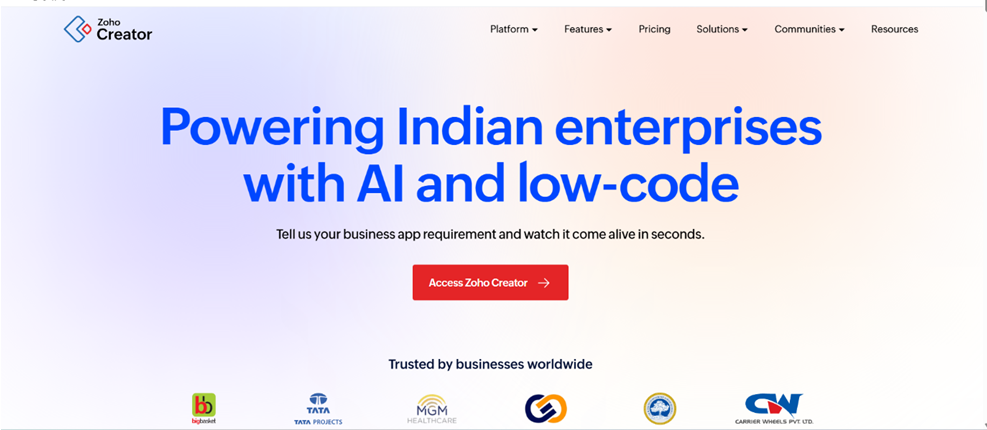 Zoho
Creator
Platform
Features
Pricing
Solutions
Communities
Resources
Powering Indian enterprises
with AI and low-code
Tell us your business app requirement and watch it come alive in seconds.
Access Zoho Creator
Trusted by businesses worldwide
bb
bigbasket
TATA
TATA PROJECTS
MGM
HEALTHCARE
CW
CARRIER WHEELS PVT. LTD.